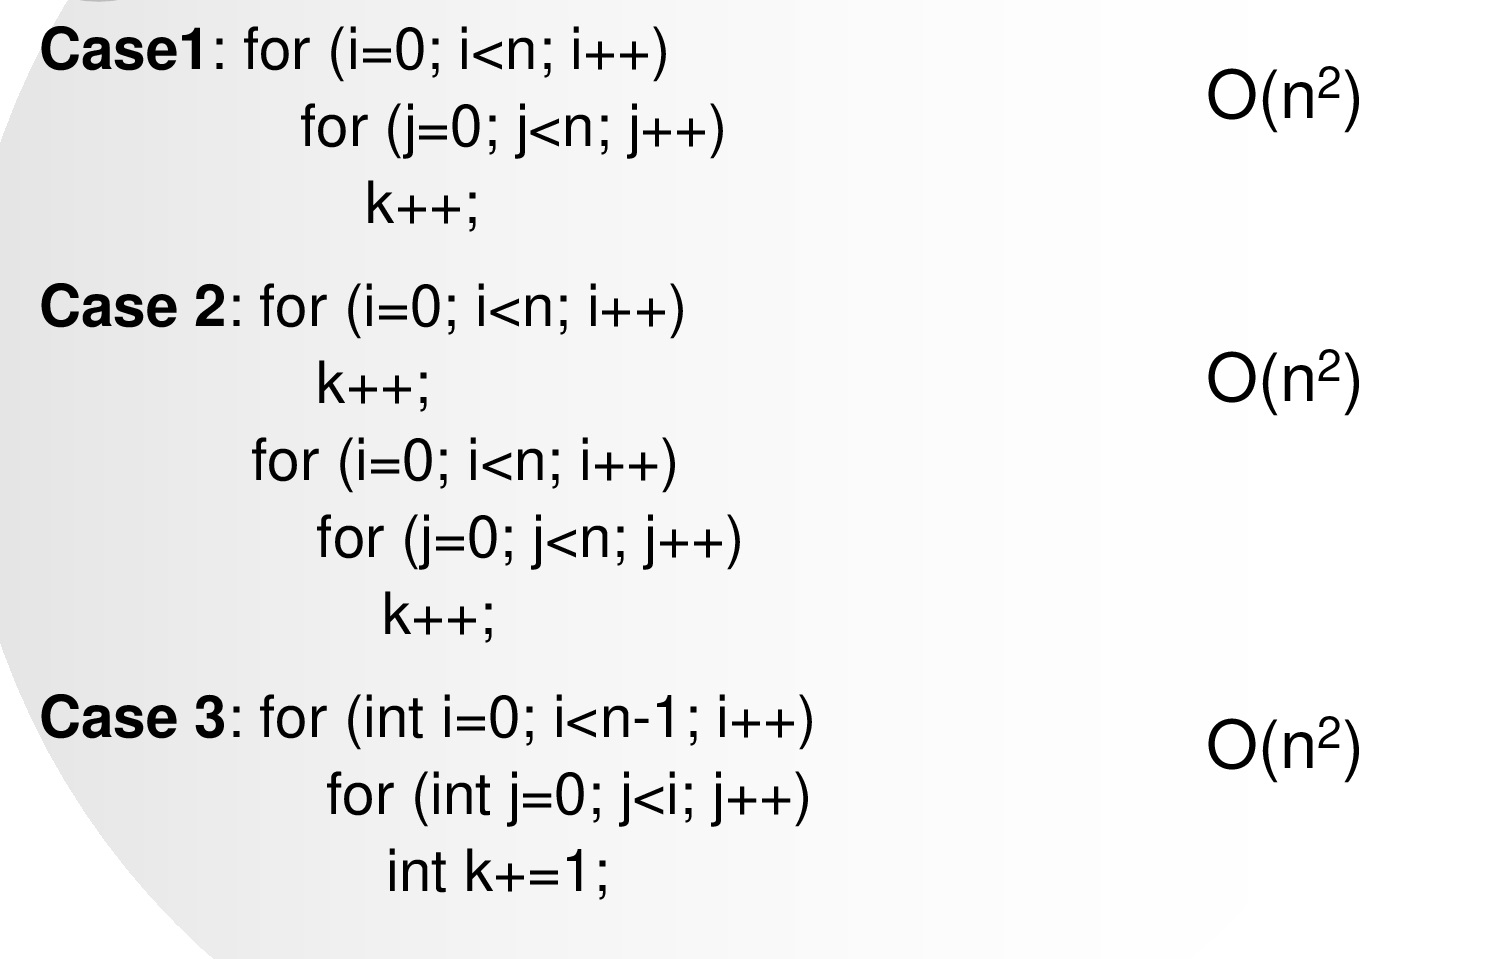 Case1: for (i=0; i<n; i++)
for (j=0; j<n; j++)
k++;
O(n²)
Case 2: for (i=0; i<n; i++)
k++;
for (i=0; i<n; i++)
for (j=0; j<n; j++)
k++;
O(n²)
Case 3: for (int i=0; i<n-1; i++)
for (int j=0; j<i; j++)
int k+=1;
O(n²)